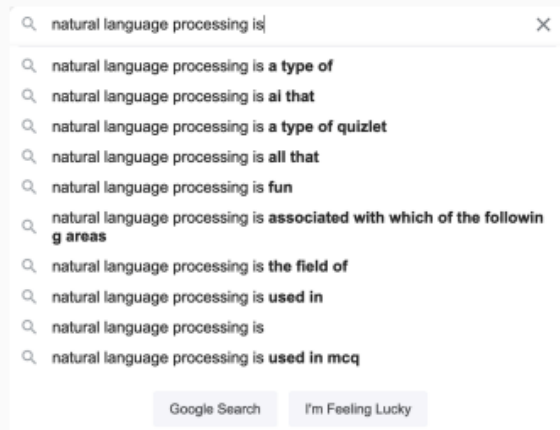 natural language processing is
natural language processing is a type of
natural language processing is ai that
natural language processing is a type of quizlet
natural language processing is all that
natural language processing is fun
natural language processing is associated with which of the followin
g areas
natural language processing is the field of
natural language processing is used in
natural language processing is
natural language processing is used in mcq
Google Search I'm Feeling Lucky